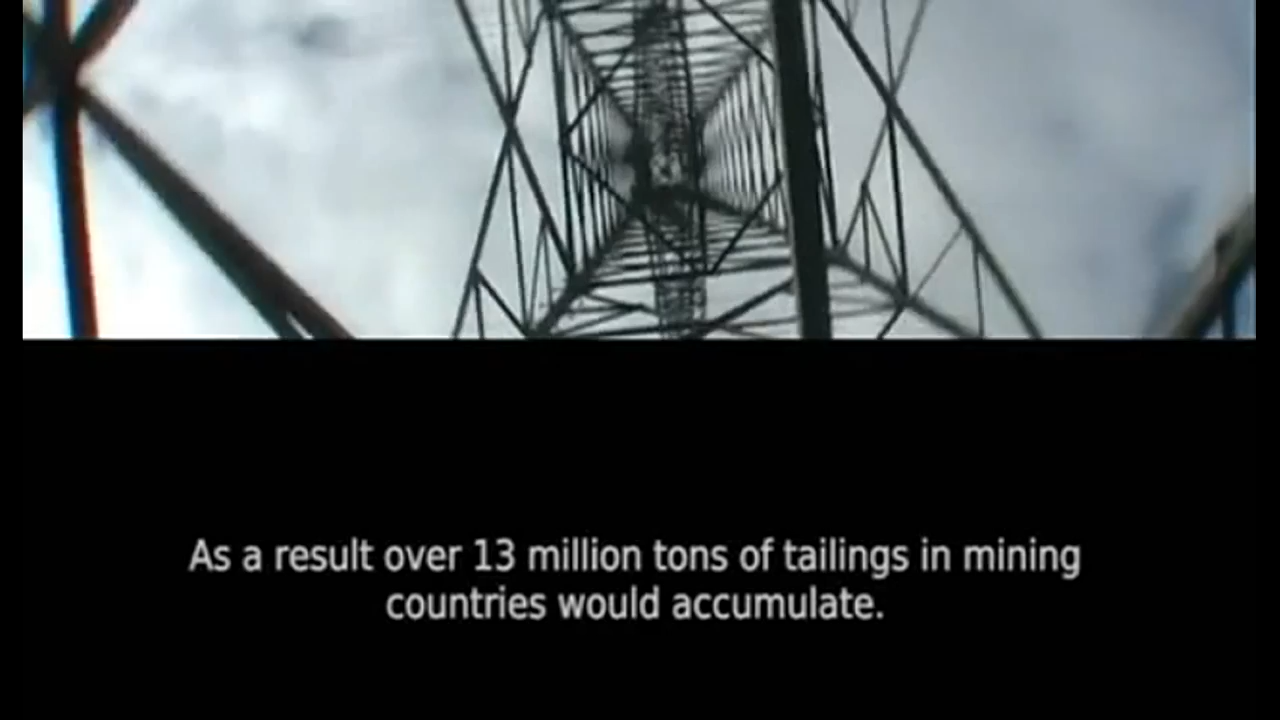 As a result over 13 million tons of tailings in mining
countries would accumulate.